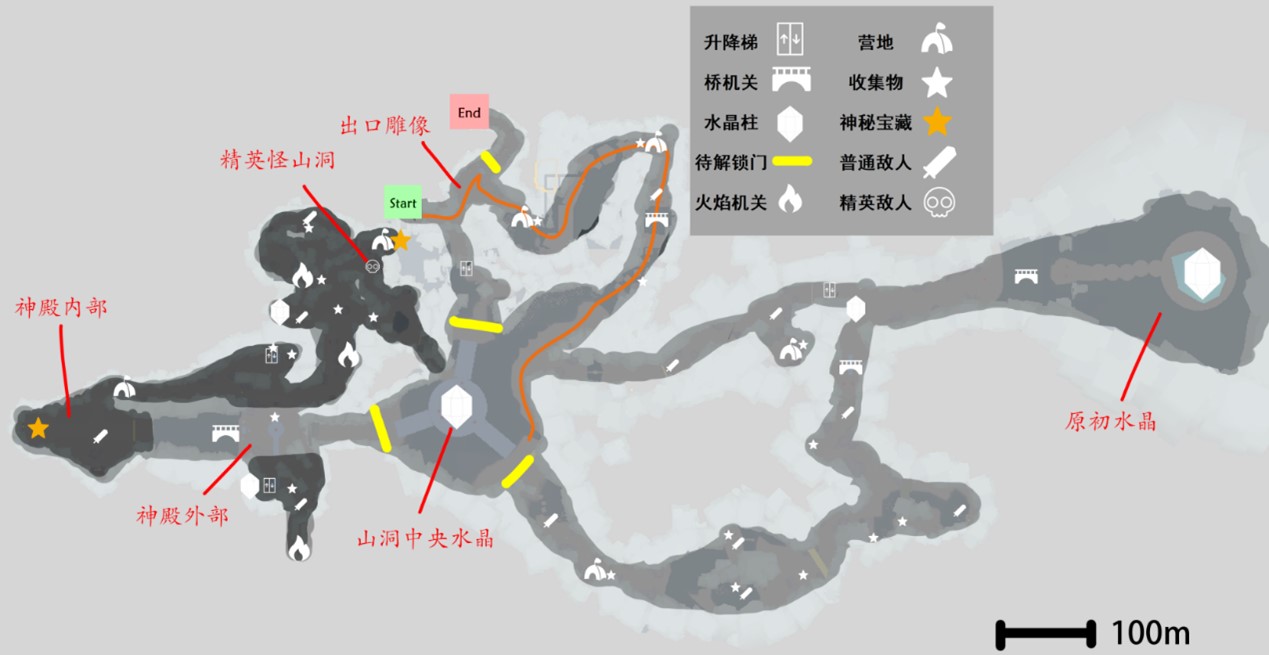 升降梯 营地
桥机关 收集物
水晶柱 神秘宝藏
待解锁门 普通敌人
火焰机关 精英敌人
End
出口雕像
精英怪山洞
Start
神殿内部
原初水晶
神殿外部
山洞中央水晶
100m